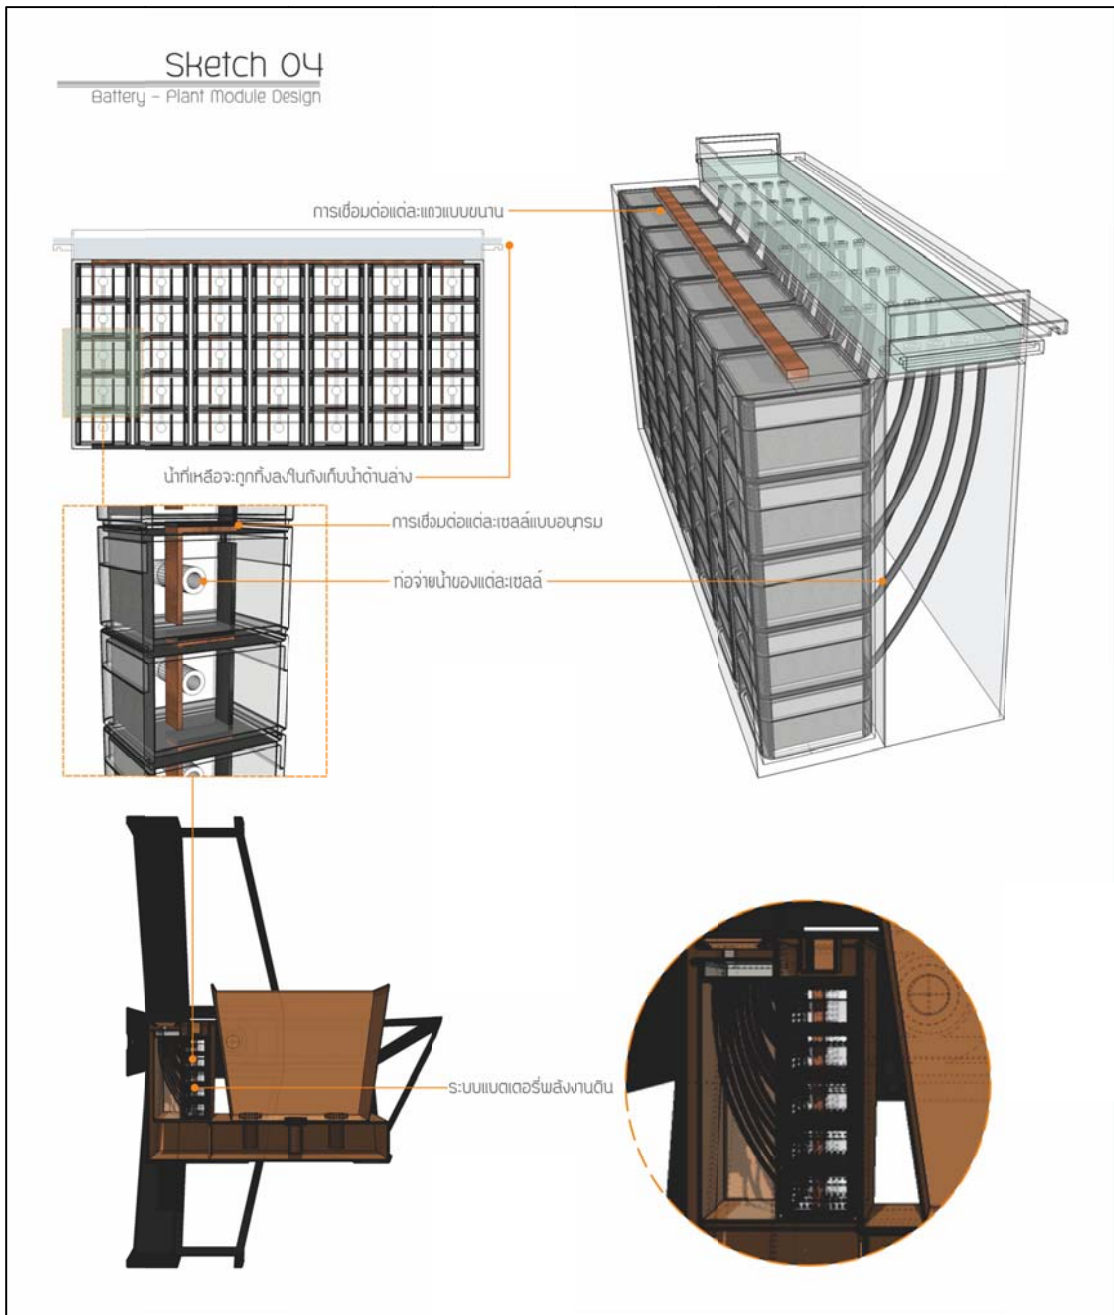 Sketch 04
Battery - Plant Module Design
การเชื่อมต่อแต่ละแถวแบบขนาน
น้ำที่เหลือจะถูกทิ้งลงในถังเก็บน้ำด้านล่าง
การเชื่อมต่อแต่ละเซลล์แบบอนุกรม
ท่อจ่ายน้ำของแต่ละเซลล์
ระบบแบตเตอรี่พลังงานดิน